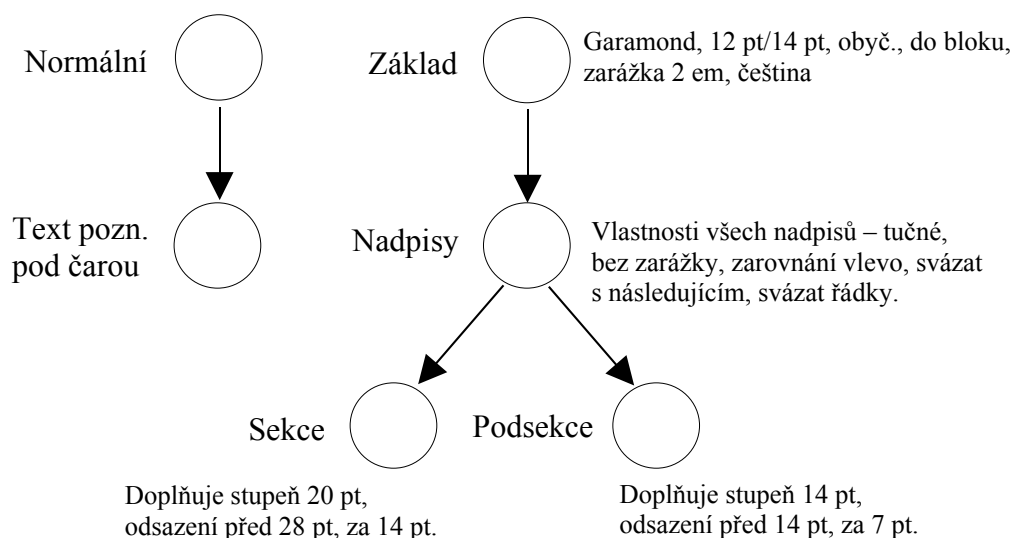 Normální
Základ
Garamond, 12 pt/14 pt, obyč., do bloku,
zarážka 2 em, čeština
Text pozn.
pod čarou
Nadpisy
Vlastnosti všech nadpisů – tučné,
bez zarážky, zarovnání vlevo, svázat
s následujícím, svázat řádky.
Sekce
Podsekce
Doplňuje stupeň 20 pt,
odsazení před 28 pt, za 14 pt.
Doplňuje stupeň 14 pt,
odsazení před 14 pt, za 7 pt.